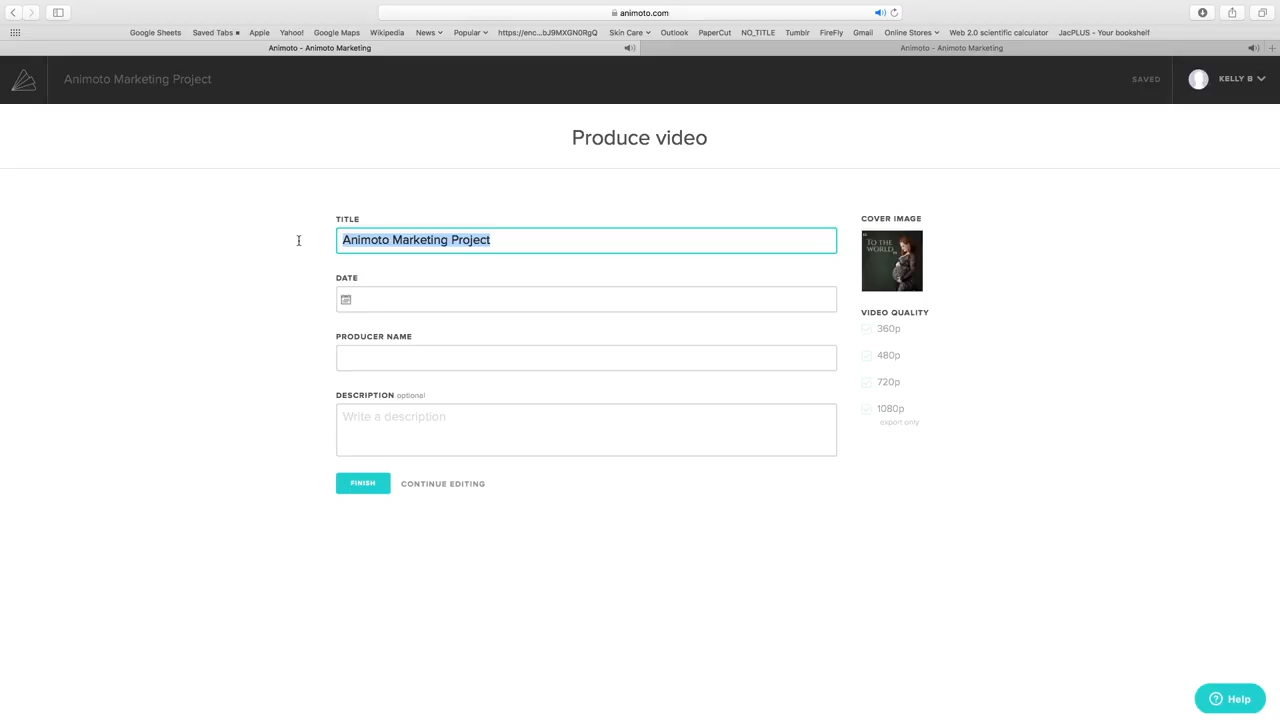 animoto.com
Google Sheets Saved Tabs Apple Yahoo! Google Maps Wikipedia News Popular https://enc...bJ9MXGN0RgQ Skin Care Outlook PaperCut NO_TITLE Tumblr FireFly Gmail Online Stores Web 2.0 scientific calculator JacPLUS - Your bookshelf
Animoto - Animoto Marketing Animoto - Animoto Marketing
Animoto Marketing Project SAVED KELLY B
Produce video
TITLE
Animoto Marketing Project
DATE
PRODUCER NAME
DESCRIPTION optional
Write a description
FINISH CONTINUE EDITING
COVER IMAGE
TO THE
WORLD
VIDEO QUALITY
360p
480p
720p
1080p
export only
Help